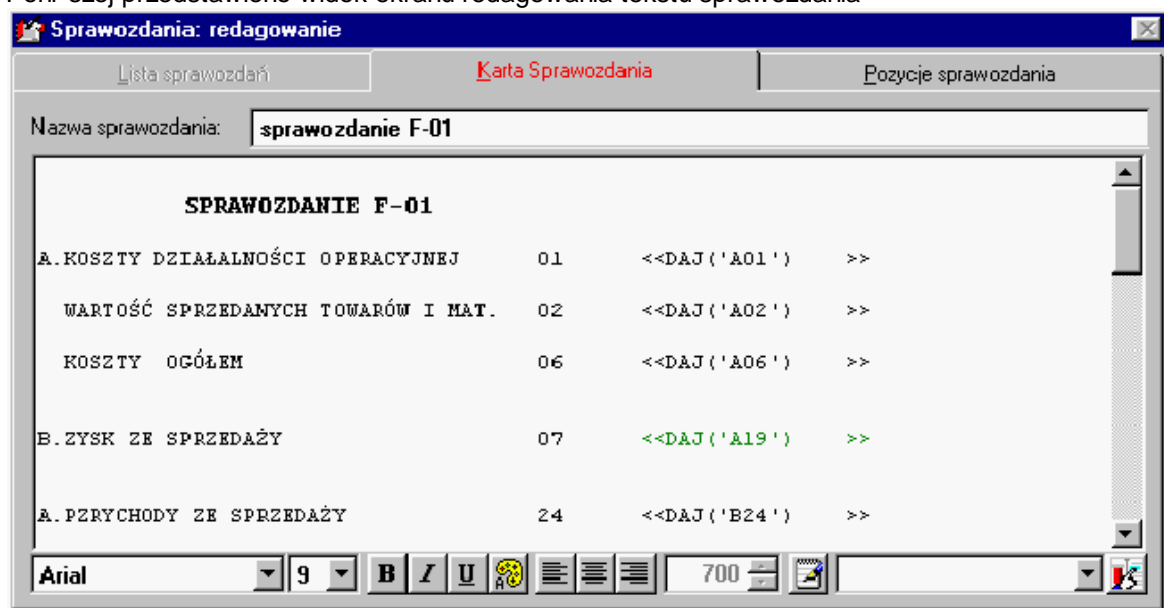 Sprawozdania: redagowanie
Lista sprawozdań Karta Sprawozdania Pozycje sprawozdania
Nazwa sprawozdania: sprawozdanie F-01
SPRAWOZDANIE F-01
A.KOSZTY DZIAŁALNOŚCI OPERACYJNEJ 01 <<DAJ('A01') >>
WARTOŚĆ SPRZEDANYCH TOWARÓW I MAT. 02 <<DAJ('A02') >>
KOSZTY OGÓŁEM 06 <<DAJ('A06') >>
B.ZYSK ZE SPRZEDAŻY 07 <<DAJ('A19') >>
A.PZRYCHODY ZE SPRZEDAŻY 24 <<DAJ('B24') >>
Arial 9 B I U A 700